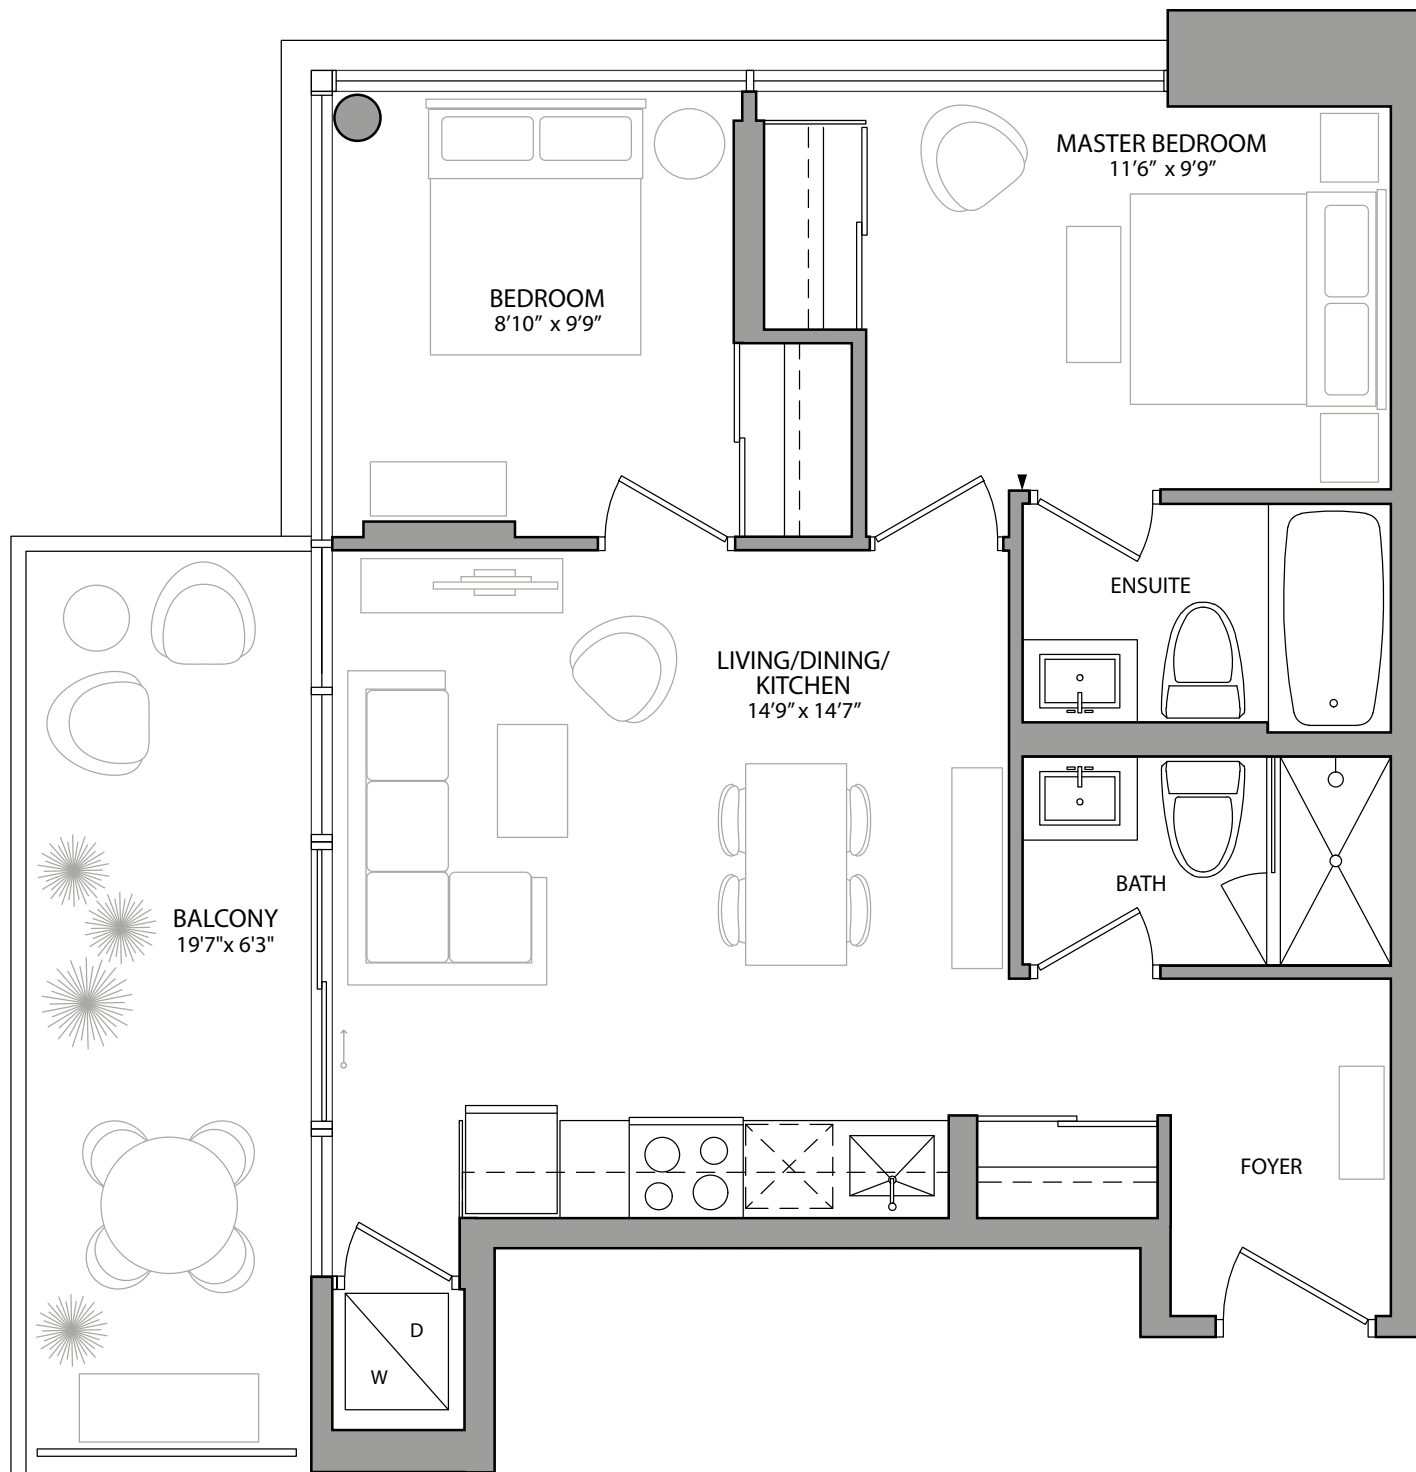 MASTER BEDROOM
11’6” x 9’9”
BEDROOM
8’10” x 9’9”
ENSUITE
LIVING/DINING/
KITCHEN
14’9” x 14’7”
BATH
BALCONY
19'7"x 6'3"
FOYER
D
W